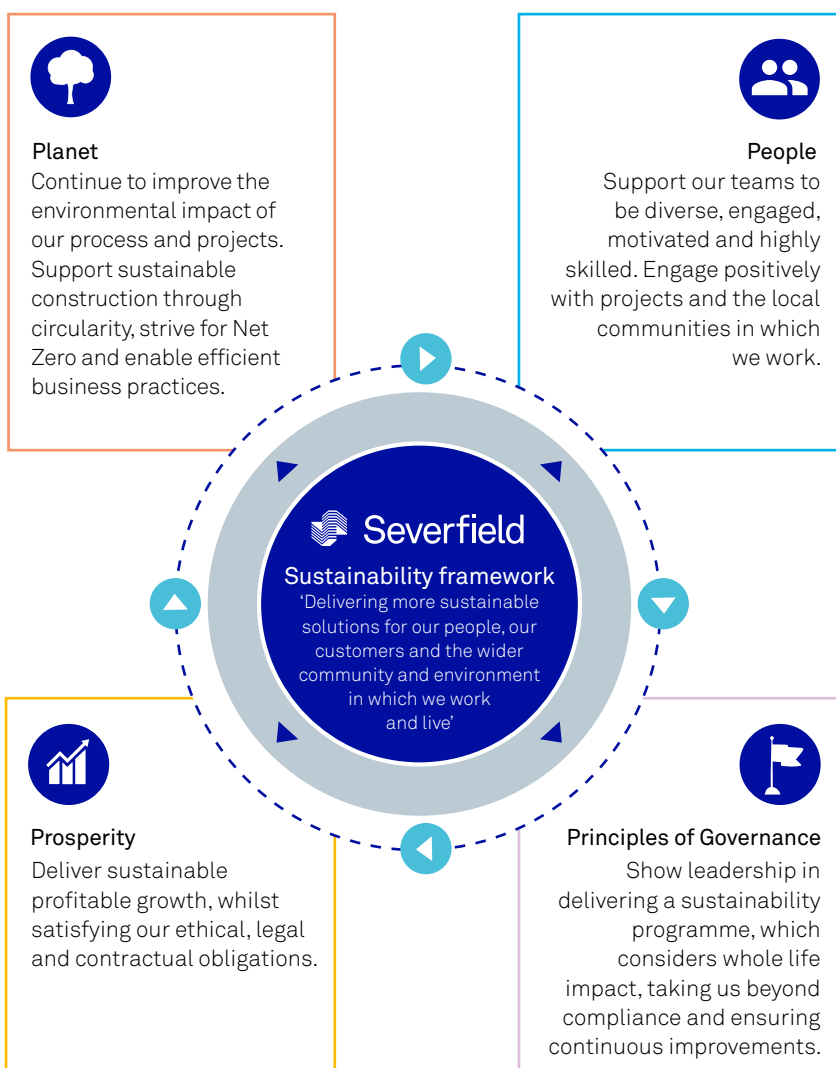 Planet
Continue to improve the
environmental impact of
our process and projects.
Support sustainable
construction through
circularity, strive for Net
Zero and enable efficient
business practices.
People
Support our teams to
be diverse, engaged,
motivated and highly
skilled. Engage positively
with projects and the local
communities in which
we work.
Severfield
Sustainability framework
‘Delivering more sustainable
solutions for our people, our
customers and the wider
community and environment
in which we work
and live’
Prosperity
Deliver sustainable
profitable growth, whilst
satisfying our ethical, legal
and contractual obligations.
Principles of Governance
Show leadership in
delivering a sustainability
programme, which
considers whole life
impact, taking us beyond
compliance and ensuring
continuous improvements.